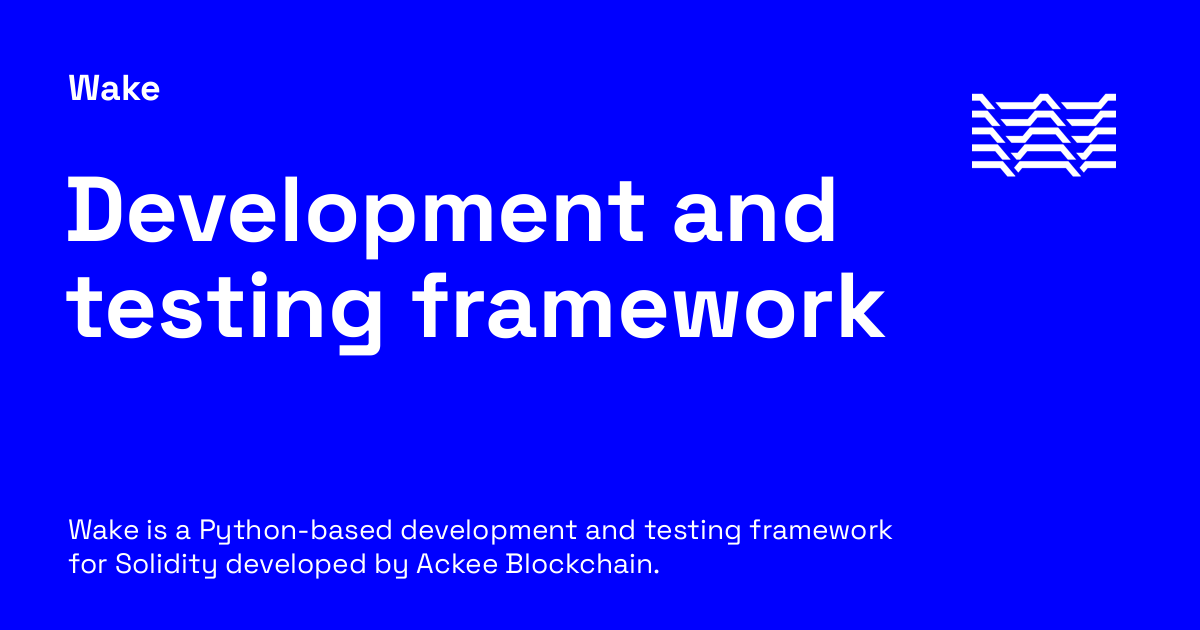 Wake
Development and
testing framework
Wake is a Python-based development and testing framework
for Solidity developed by Ackee Blockchain.